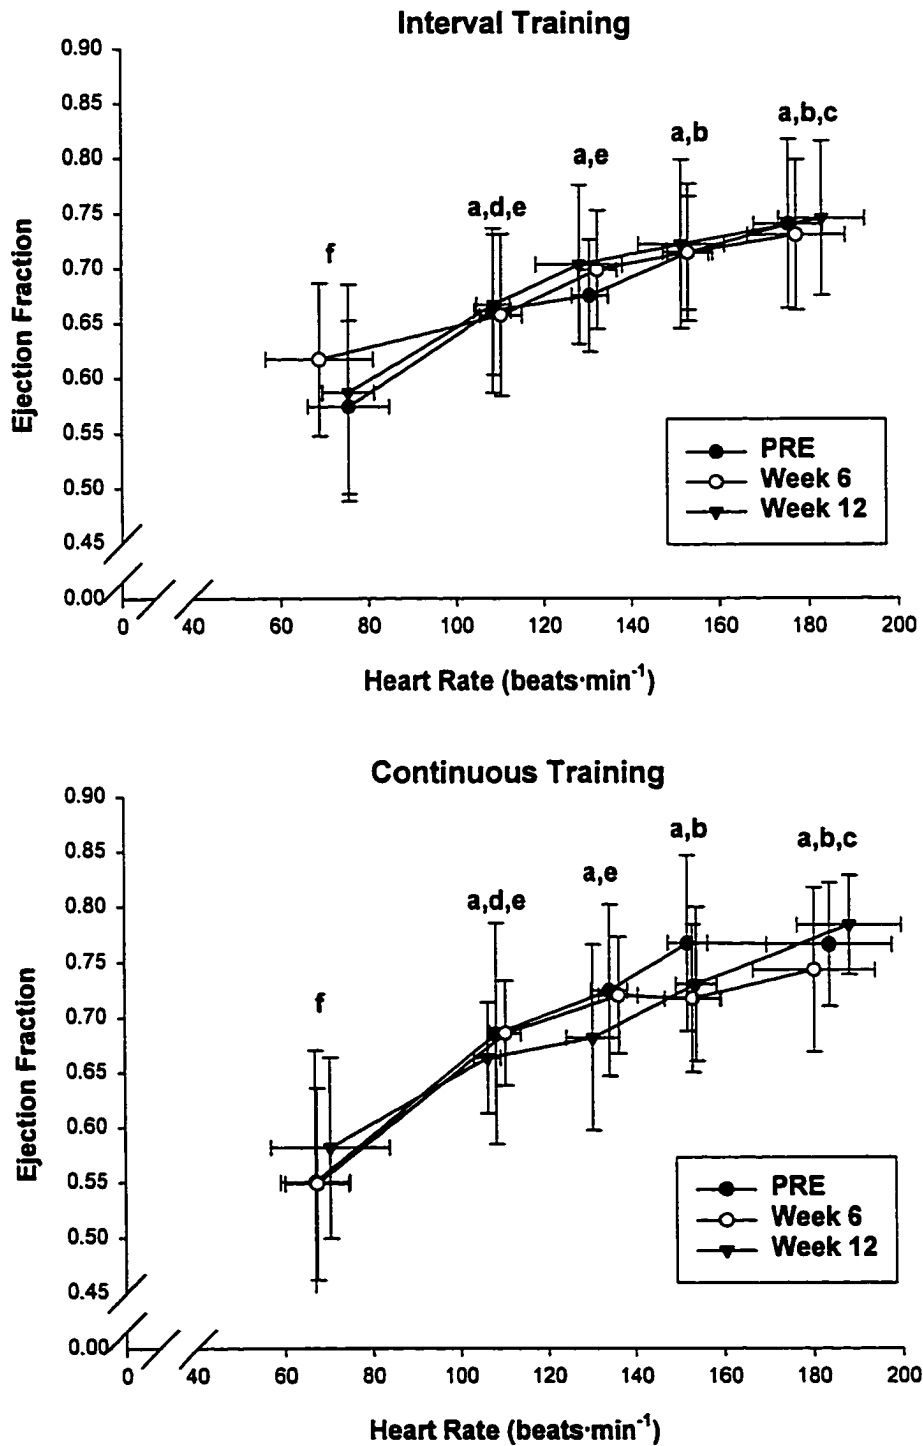 Interval Training
0.90
0.85
0.80
0.75
0.70
0.65
0.60
0.55
0.50
0.45
0.00
Ejection Fraction
f
a,d,e
a,e
a,b
a,b,c
PRE
Week 6
Week 12
0 40 60 80 100 120 140 160 180 200
Heart Rate (beats·min⁻¹)
Continuous Training
0.90
0.85
0.80
0.75
0.70
0.65
0.60
0.55
0.50
0.45
0.00
Ejection Fraction
f
a,d,e
a,e
a,b
a,b,c
PRE
Week 6
Week 12
0 40 60 80 100 120 140 160 180 200
Heart Rate (beats·min⁻¹)